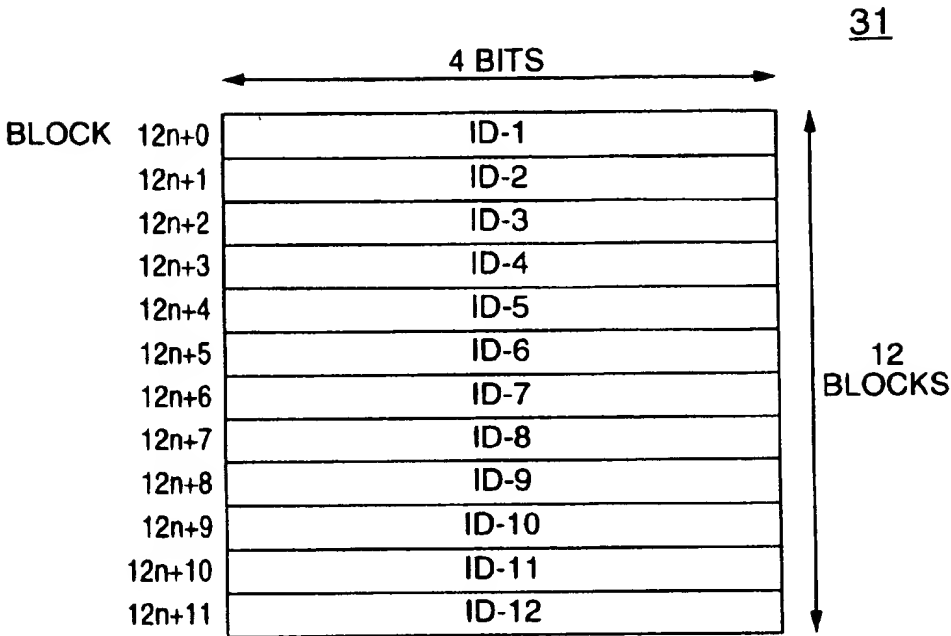 31
4 BITS
BLOCK 12n+0 ID-1
12n+1 ID-2
12n+2 ID-3
12n+3 ID-4
12n+4 ID-5
12n+5 ID-6
12n+6 ID-7
12n+7 ID-8
12n+8 ID-9
12n+9 ID-10
12n+10 ID-11
12n+11 ID-12
12
BLOCKS